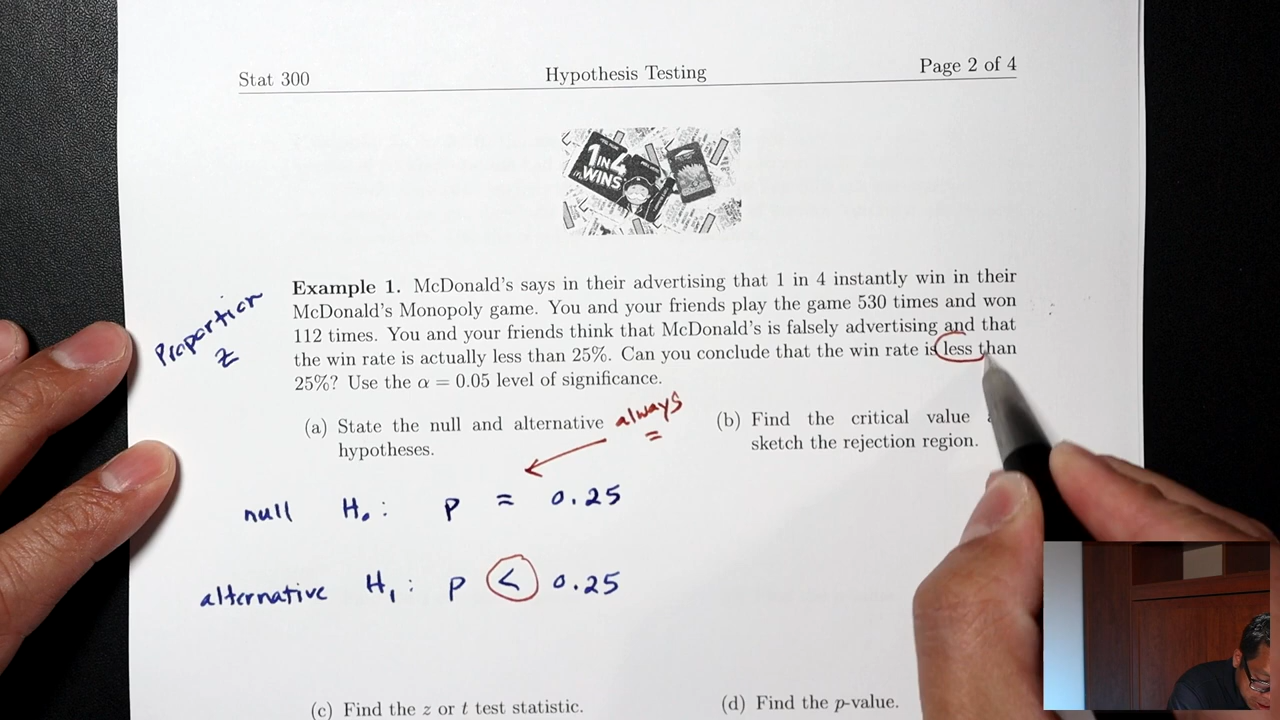 Stat 300
Hypothesis Testing
Page 2 of 4
1 IN 4
WINS
Example 1. McDonald's says in their advertising that 1 in 4 instantly win in their
McDonald's Monopoly game. You and your friends play the game 530 times and won
112 times. You and your friends think that McDonald's is falsely advertising and that
the win rate is actually less than 25%. Can you conclude that the win rate is less than
25%? Use the α = 0.05 level of significance.
Proportion
z
(a) State the null and alternative
hypotheses.
always
=
(b) Find the critical value
sketch the rejection region.
null H₀: p = 0.25
alternative H₁: p < 0.25
(c) Find the z or t test statistic.
(d) Find the p-value.